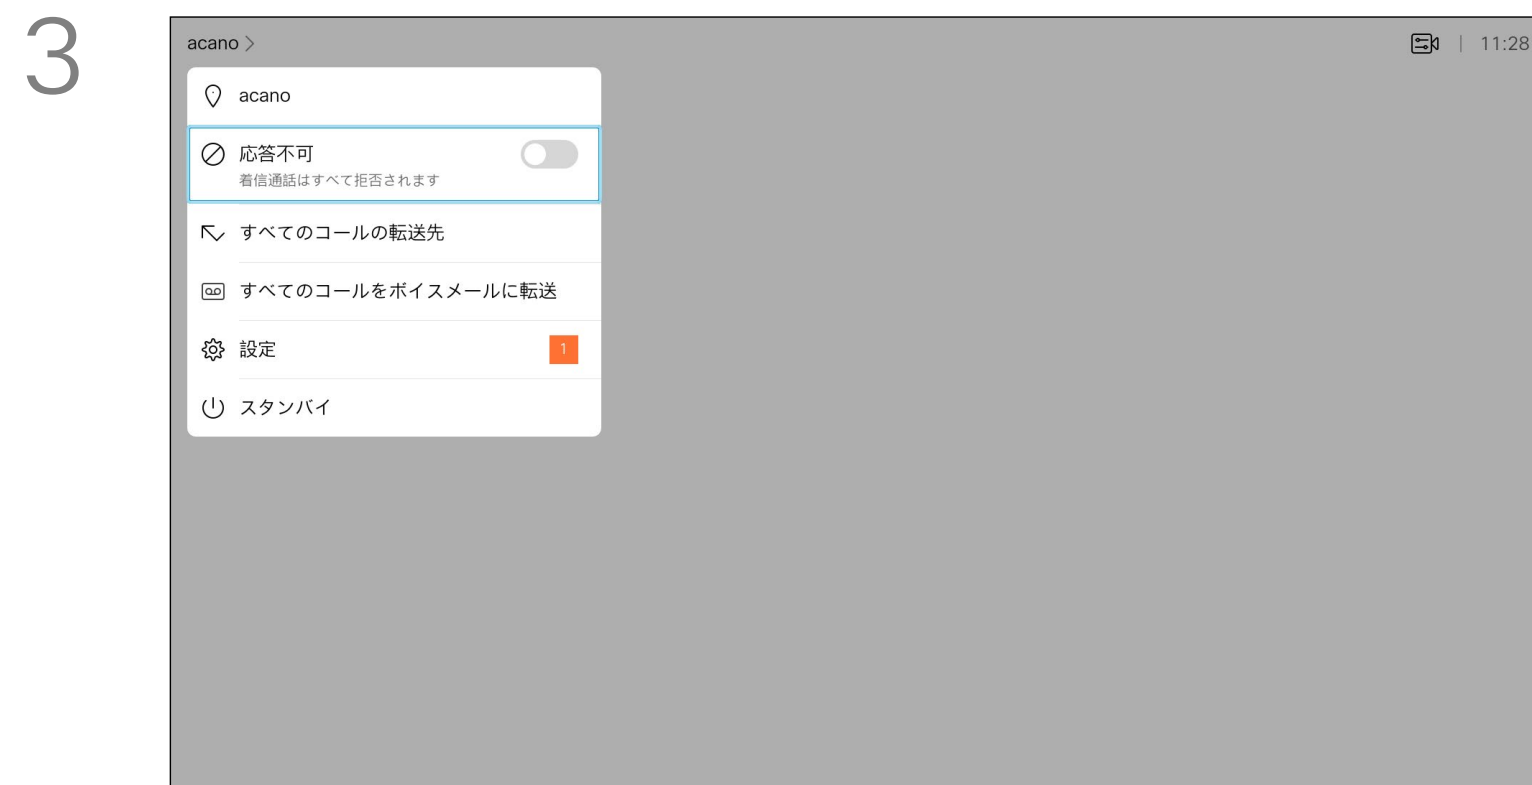 3
acano >
11:28
acano
応答不可
着信通話はすべて拒否されます
すべてのコールの転送先
すべてのコールをボイスメールに転送
設定
1
スタンバイ